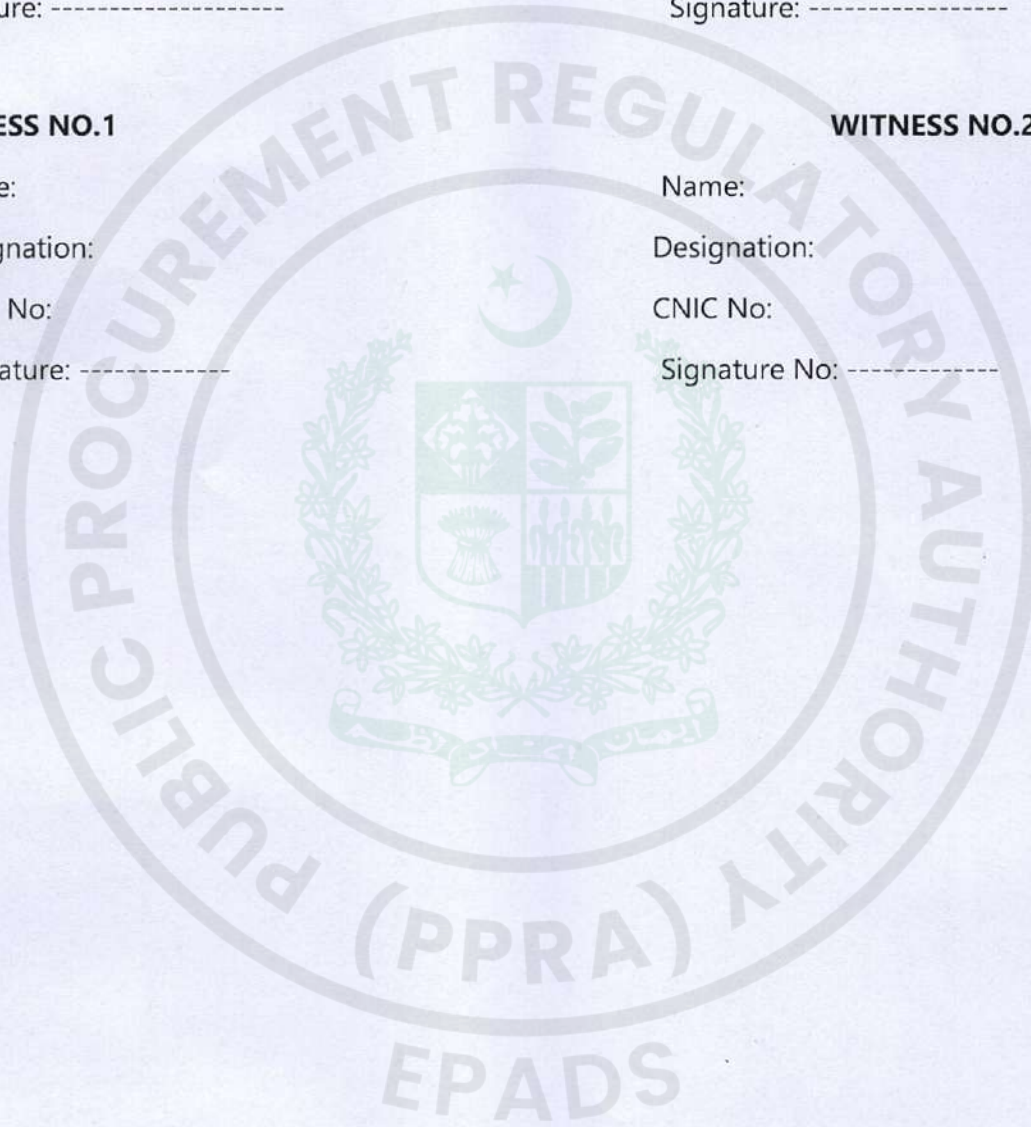 ure: -------------------- Signature: -----------------
ESS NO.1 WITNESS NO.2
e: Name:
gnation: Designation:
No: CNIC No:
ature: ------------- Signature No: -------------
PUBLIC PROCUREMENT REGULATORY AUTHORITY
(PPRA)
EPADS